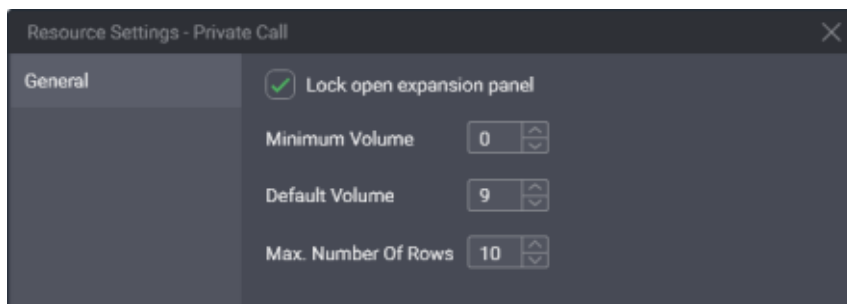 Resource Settings - Private Call
General
Lock open expansion panel
Minimum Volume 0
Default Volume 9
Max. Number Of Rows 10